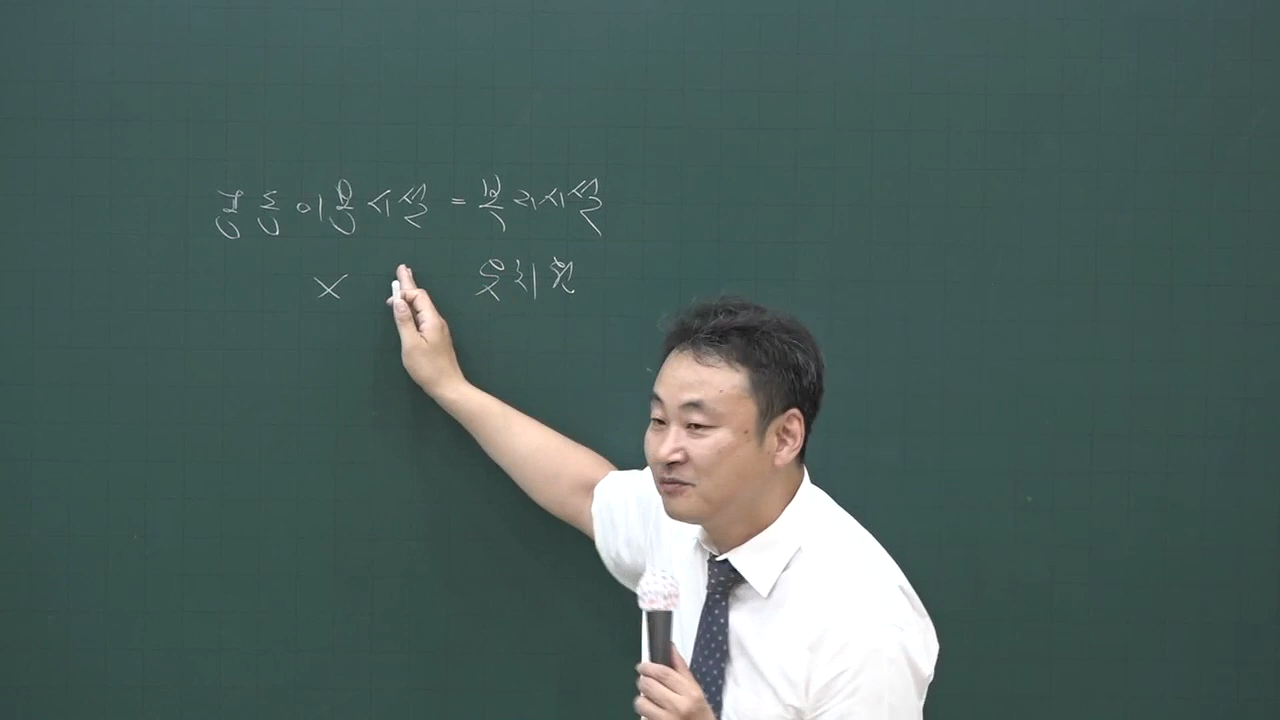 공동이용시설 = 복리시설
× 유치원